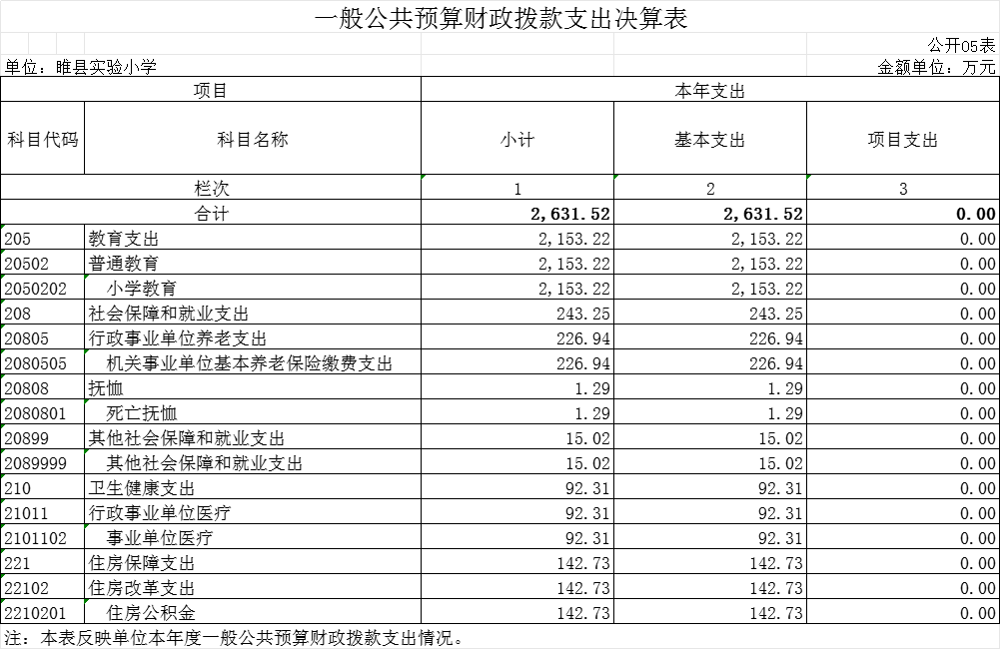 一般公共预算财政拨款支出决算表
公开05表
单位：睢县实验小学 金额单位：万元
项目 本年支出
科目代码 科目名称 小计 基本支出 项目支出
栏次 1 2 3
合计 2,631.52 2,631.52 0.00
205 教育支出 2,153.22 2,153.22 0.00
20502 普通教育 2,153.22 2,153.22 0.00
2050202 小学教育 2,153.22 2,153.22 0.00
208 社会保障和就业支出 243.25 243.25 0.00
20805 行政事业单位养老支出 226.94 226.94 0.00
2080505 机关事业单位基本养老保险缴费支出 226.94 226.94 0.00
20808 抚恤 1.29 1.29 0.00
2080801 死亡抚恤 1.29 1.29 0.00
20899 其他社会保障和就业支出 15.02 15.02 0.00
2089999 其他社会保障和就业支出 15.02 15.02 0.00
210 卫生健康支出 92.31 92.31 0.00
21011 行政事业单位医疗 92.31 92.31 0.00
2101102 事业单位医疗 92.31 92.31 0.00
221 住房保障支出 142.73 142.73 0.00
22102 住房改革支出 142.73 142.73 0.00
2210201 住房公积金 142.73 142.73 0.00
注：本表反映单位本年度一般公共预算财政拨款支出情况。